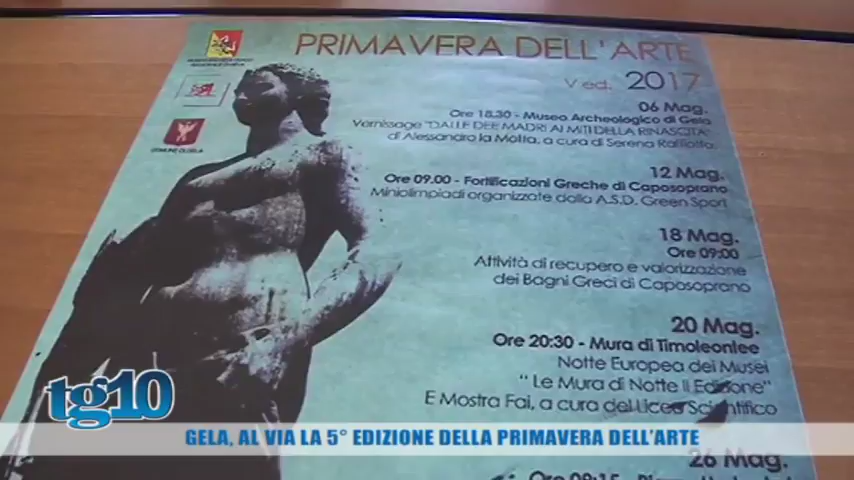 PRIMAVERA DELL'ARTE
V ed. 2017
COMUNE DI GELA
06 Mag.
Ore 18.30 - Museo Archeologico di Gela
Vernissage "DALLE DEE MADRI AI MITI DELLA RINASCITA"
di Alessandro la Motta, a cura di Serena Raffiotta
12 Mag.
Ore 09.00 - Fortificazioni Greche di Caposoprano
Miniolimpiadi organizzate dalla A.S.D. Green Sport
18 Mag.
Ore 09:00
Attività di recupero e valorizzazione
dei Bagni Greci di Caposoprano
20 Mag.
Ore 20:30 - Mura di Timoleontee
Notte Europea dei Musei
"Le Mura di Notte II Edizione"
E Mostra Fai, a cura del Liceo Scientifico
tg10
GELA, AL VIA LA 5° EDIZIONE DELLA PRIMAVERA DELL'ARTE
26 Mag.